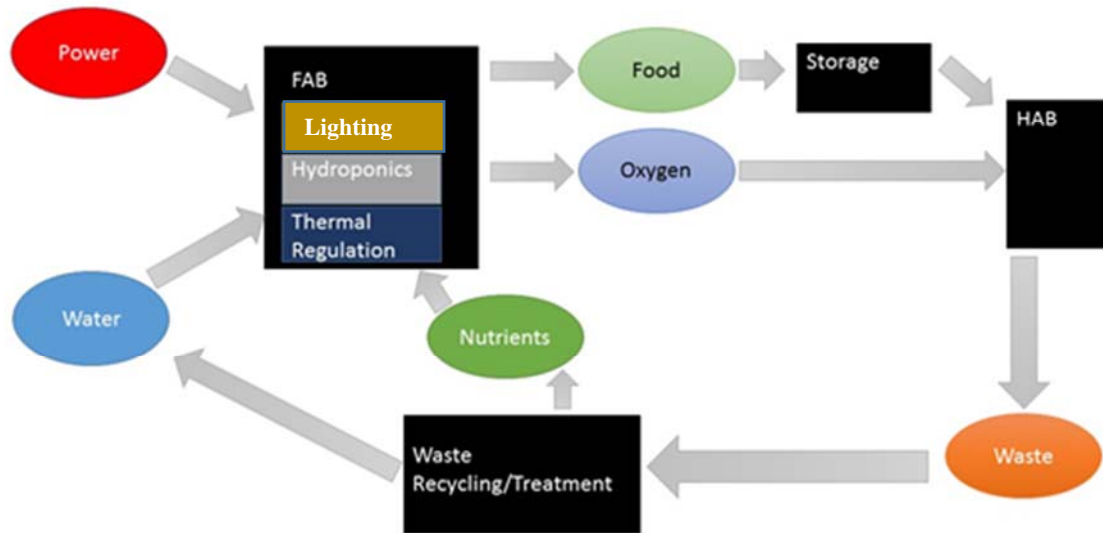 Power
FAB
Food
Storage
Lighting
HAB
Hydroponics
Oxygen
Thermal
Regulation
Water
Nutrients
Waste
Recycling/Treatment
Waste